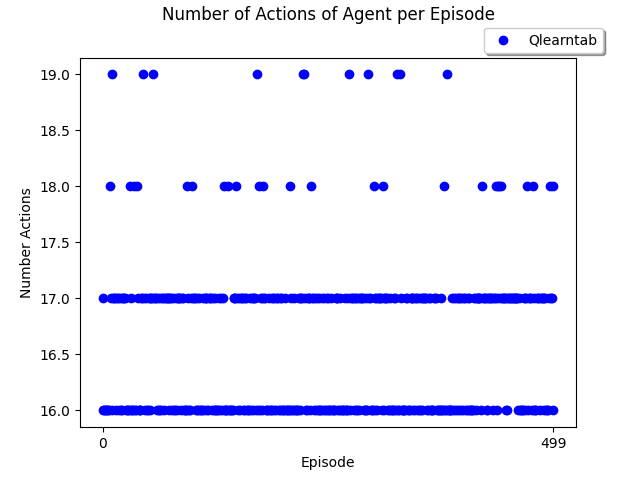 Number of Actions of Agent per Episode
Qlearntab
19.0
18.5
18.0
17.5
17.0
16.5
16.0
Number Actions
0 499
Episode